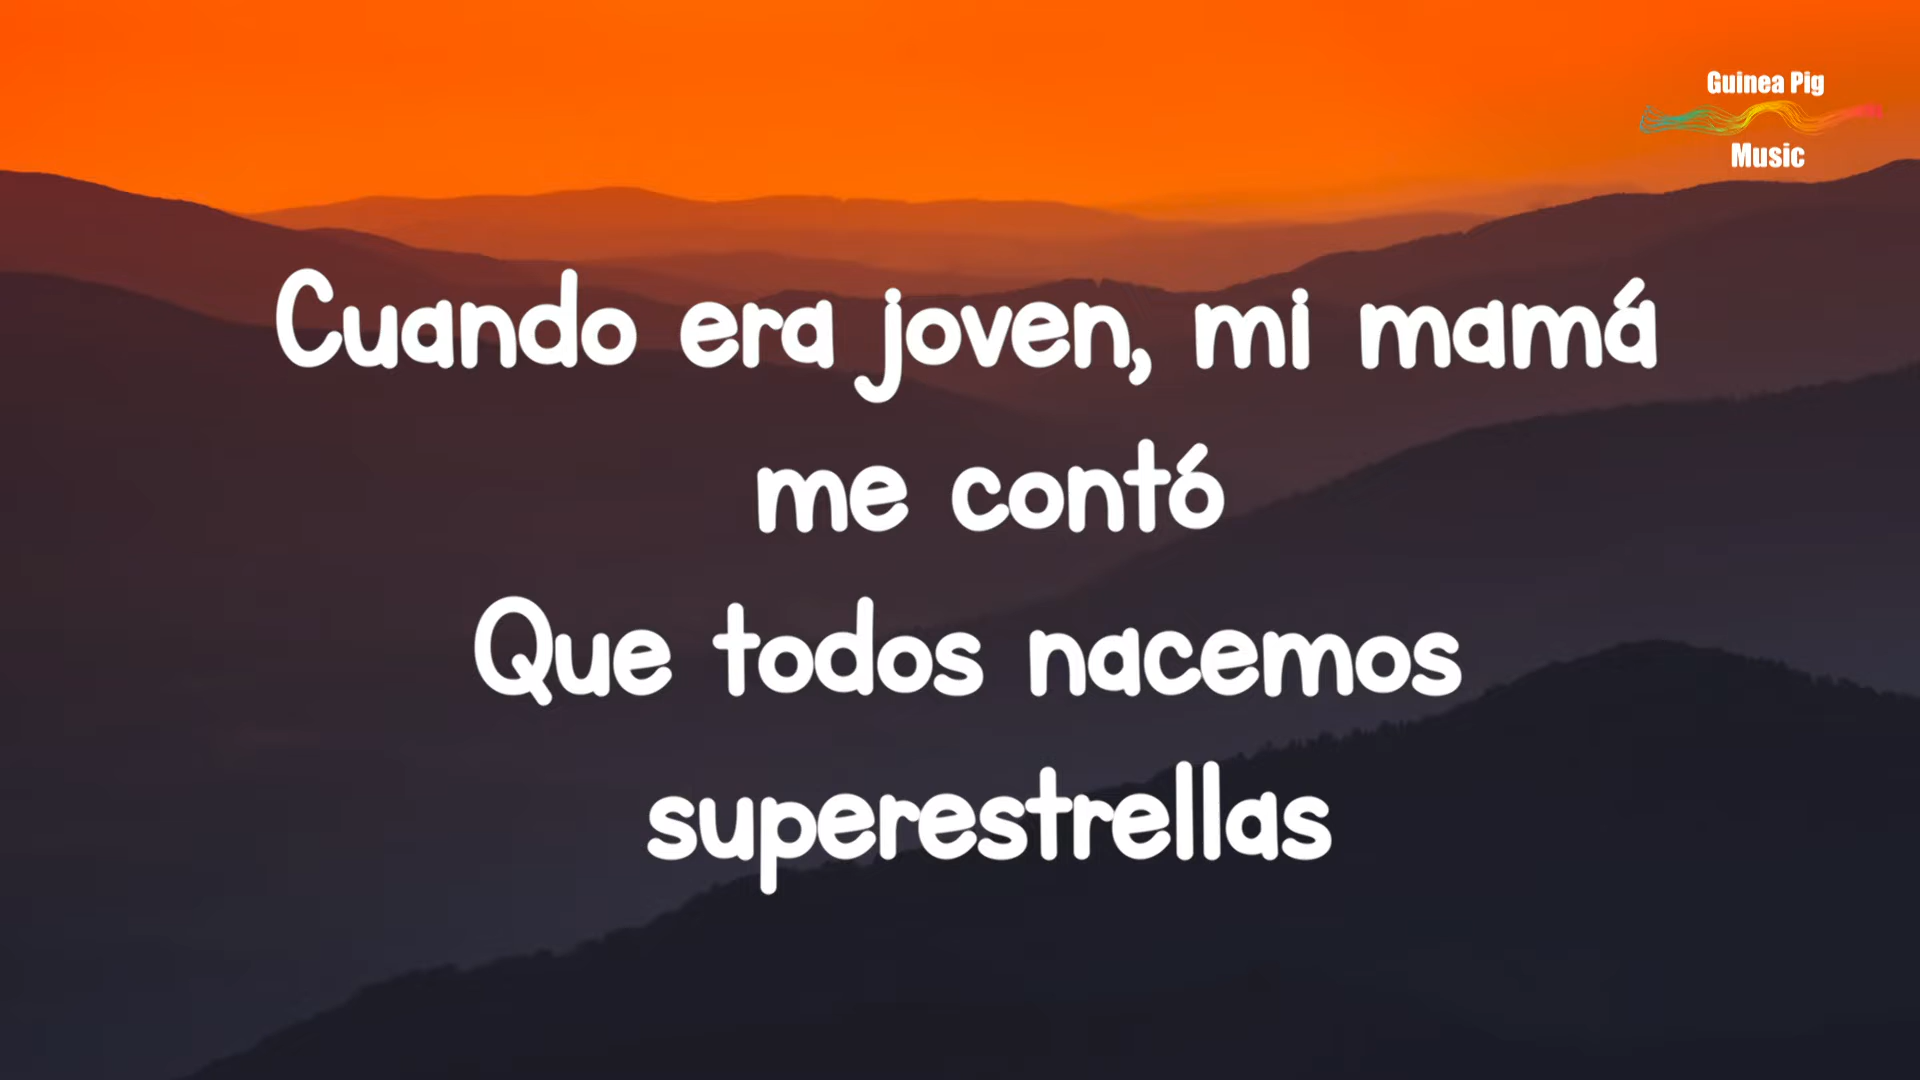 Guinea Pig
Music
Cuando era joven, mi mamá
me contó
Que todos nacemos
superestrellas